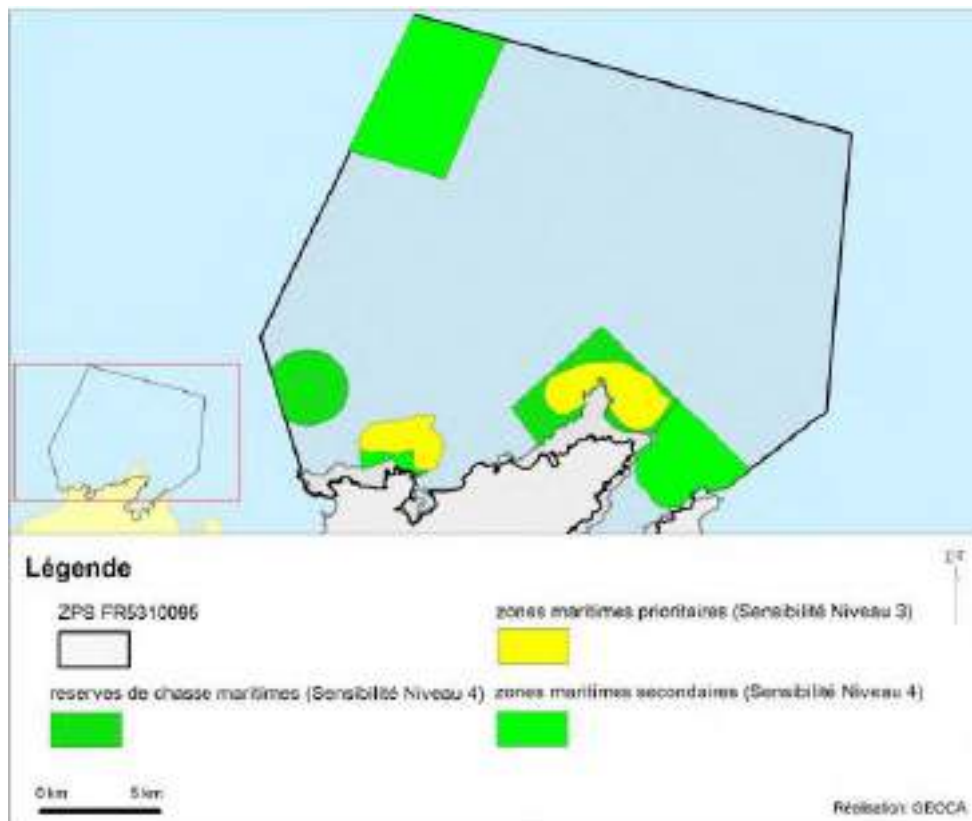 Légende
ZPS FR5310095
zones maritimes prioritaires (Sensibilité Niveau 3)
reserves de chasse maritimes (Sensibilité Niveau 4)
zones maritimes secondaires (Sensibilité Niveau 4)
0 km 5 km
Réalisation: GEOCA